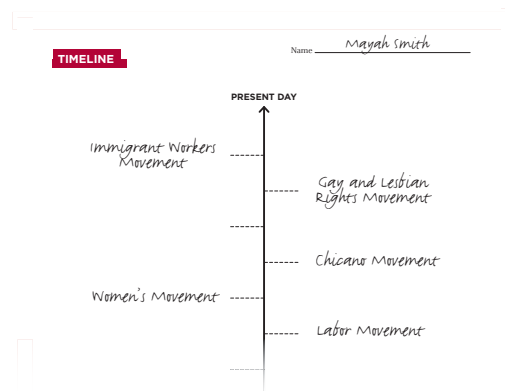 Name Mayah Smith
TIMELINE
PRESENT DAY
Immigrant Workers
Movement
Gay and Lesbian
Rights Movement
Chicano Movement
Women's Movement
Labor Movement